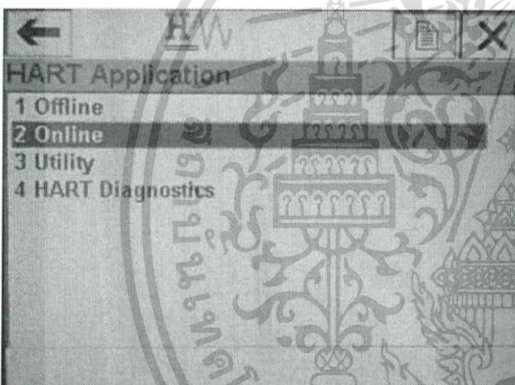 H
HART Application
1 Offline
2 Online
3 Utility
4 HART Diagnostics